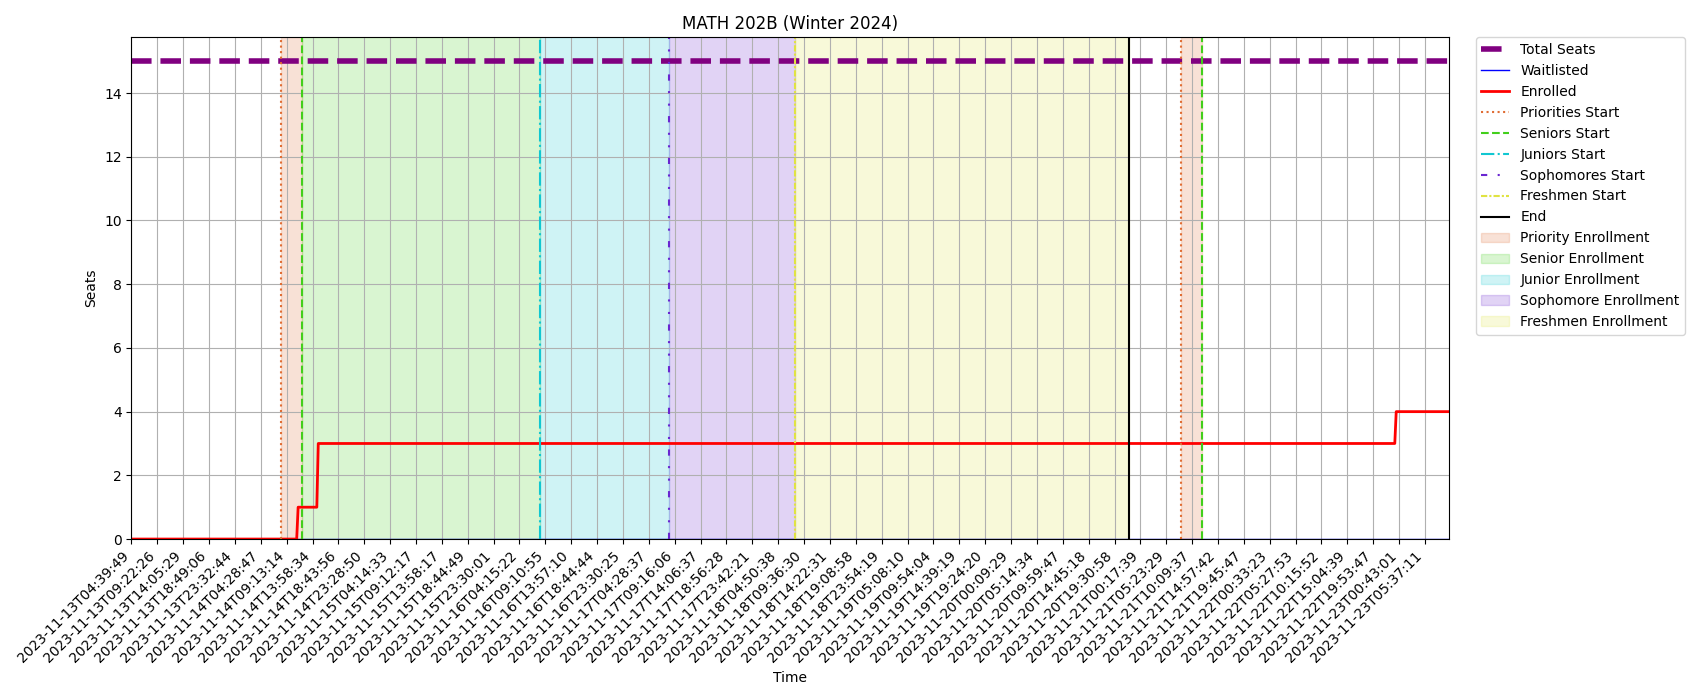 MATH 202B (Winter 2024)
Seats
14
12
10
8
6
4
2
0
2023-11-13T04:39:49
2023-11-13T09:22:26
2023-11-13T14:05:29
2023-11-13T18:49:06
2023-11-13T23:32:44
2023-11-14T04:28:47
2023-11-14T09:13:14
2023-11-14T13:58:34
2023-11-14T18:43:56
2023-11-14T23:28:50
2023-11-15T04:14:33
2023-11-15T09:12:17
2023-11-15T13:58:17
2023-11-15T18:44:49
2023-11-15T23:30:01
2023-11-16T04:15:22
2023-11-16T09:10:55
2023-11-16T13:57:10
2023-11-16T18:44:44
2023-11-16T23:30:25
2023-11-17T04:28:37
2023-11-17T09:16:06
2023-11-17T14:06:37
2023-11-17T18:56:28
2023-11-17T23:42:21
2023-11-18T04:50:38
2023-11-18T09:36:30
2023-11-18T14:22:31
2023-11-18T19:08:58
2023-11-18T23:54:19
2023-11-19T05:08:10
2023-11-19T09:54:04
2023-11-19T14:39:19
2023-11-19T19:24:20
2023-11-20T00:09:29
2023-11-20T05:14:34
2023-11-20T09:59:47
2023-11-20T14:45:18
2023-11-20T19:30:58
2023-11-21T00:17:39
2023-11-21T05:23:29
2023-11-21T10:09:37
2023-11-21T14:57:42
2023-11-21T19:45:47
2023-11-22T00:33:23
2023-11-22T05:27:53
2023-11-22T10:15:52
2023-11-22T15:04:39
2023-11-22T19:53:47
2023-11-23T00:43:01
2023-11-23T05:37:11
Time
Total Seats
Waitlisted
Enrolled
Priorities Start
Seniors Start
Juniors Start
Sophomores Start
Freshmen Start
End
Priority Enrollment
Senior Enrollment
Junior Enrollment
Sophomore Enrollment
Freshmen Enrollment